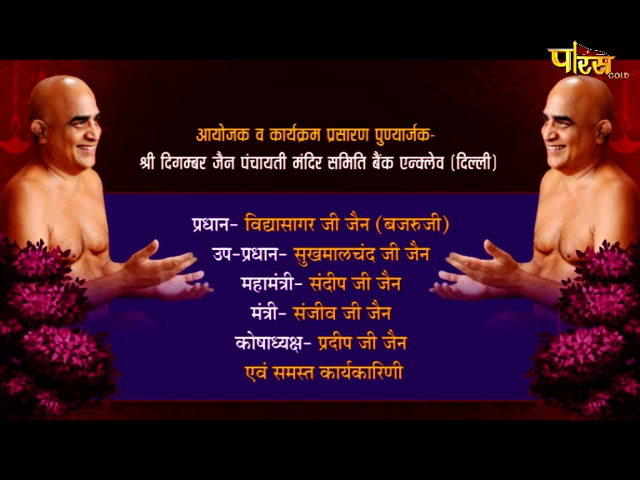 पारस
GOLD
आयोजक व कार्यक्रम प्रसारण पुण्यार्जक-
श्री दिगम्बर जैन पंचायती मंदिर समिति बैंक एन्क्लेव (दिल्ली)
प्रधान- विद्यासागर जी जैन (बजरुजी)
उप-प्रधान- सुखमालचंद जी जैन
महामंत्री- संदीप जी जैन
मंत्री- संजीव जी जैन
कोषाध्यक्ष- प्रदीप जी जैन
एवं समस्त कार्यकारिणी